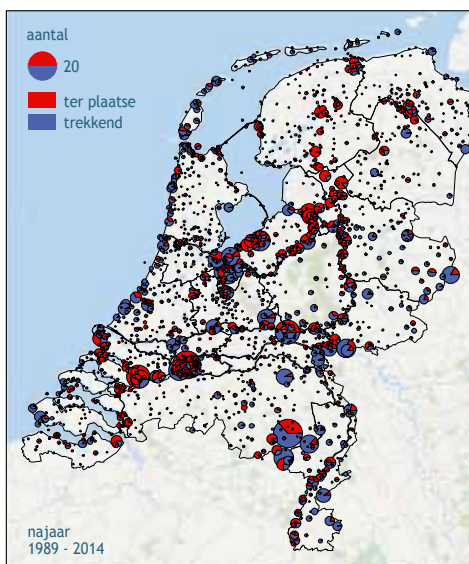 aantal
20
ter plaatse
trekkend
najaar
1989 - 2014